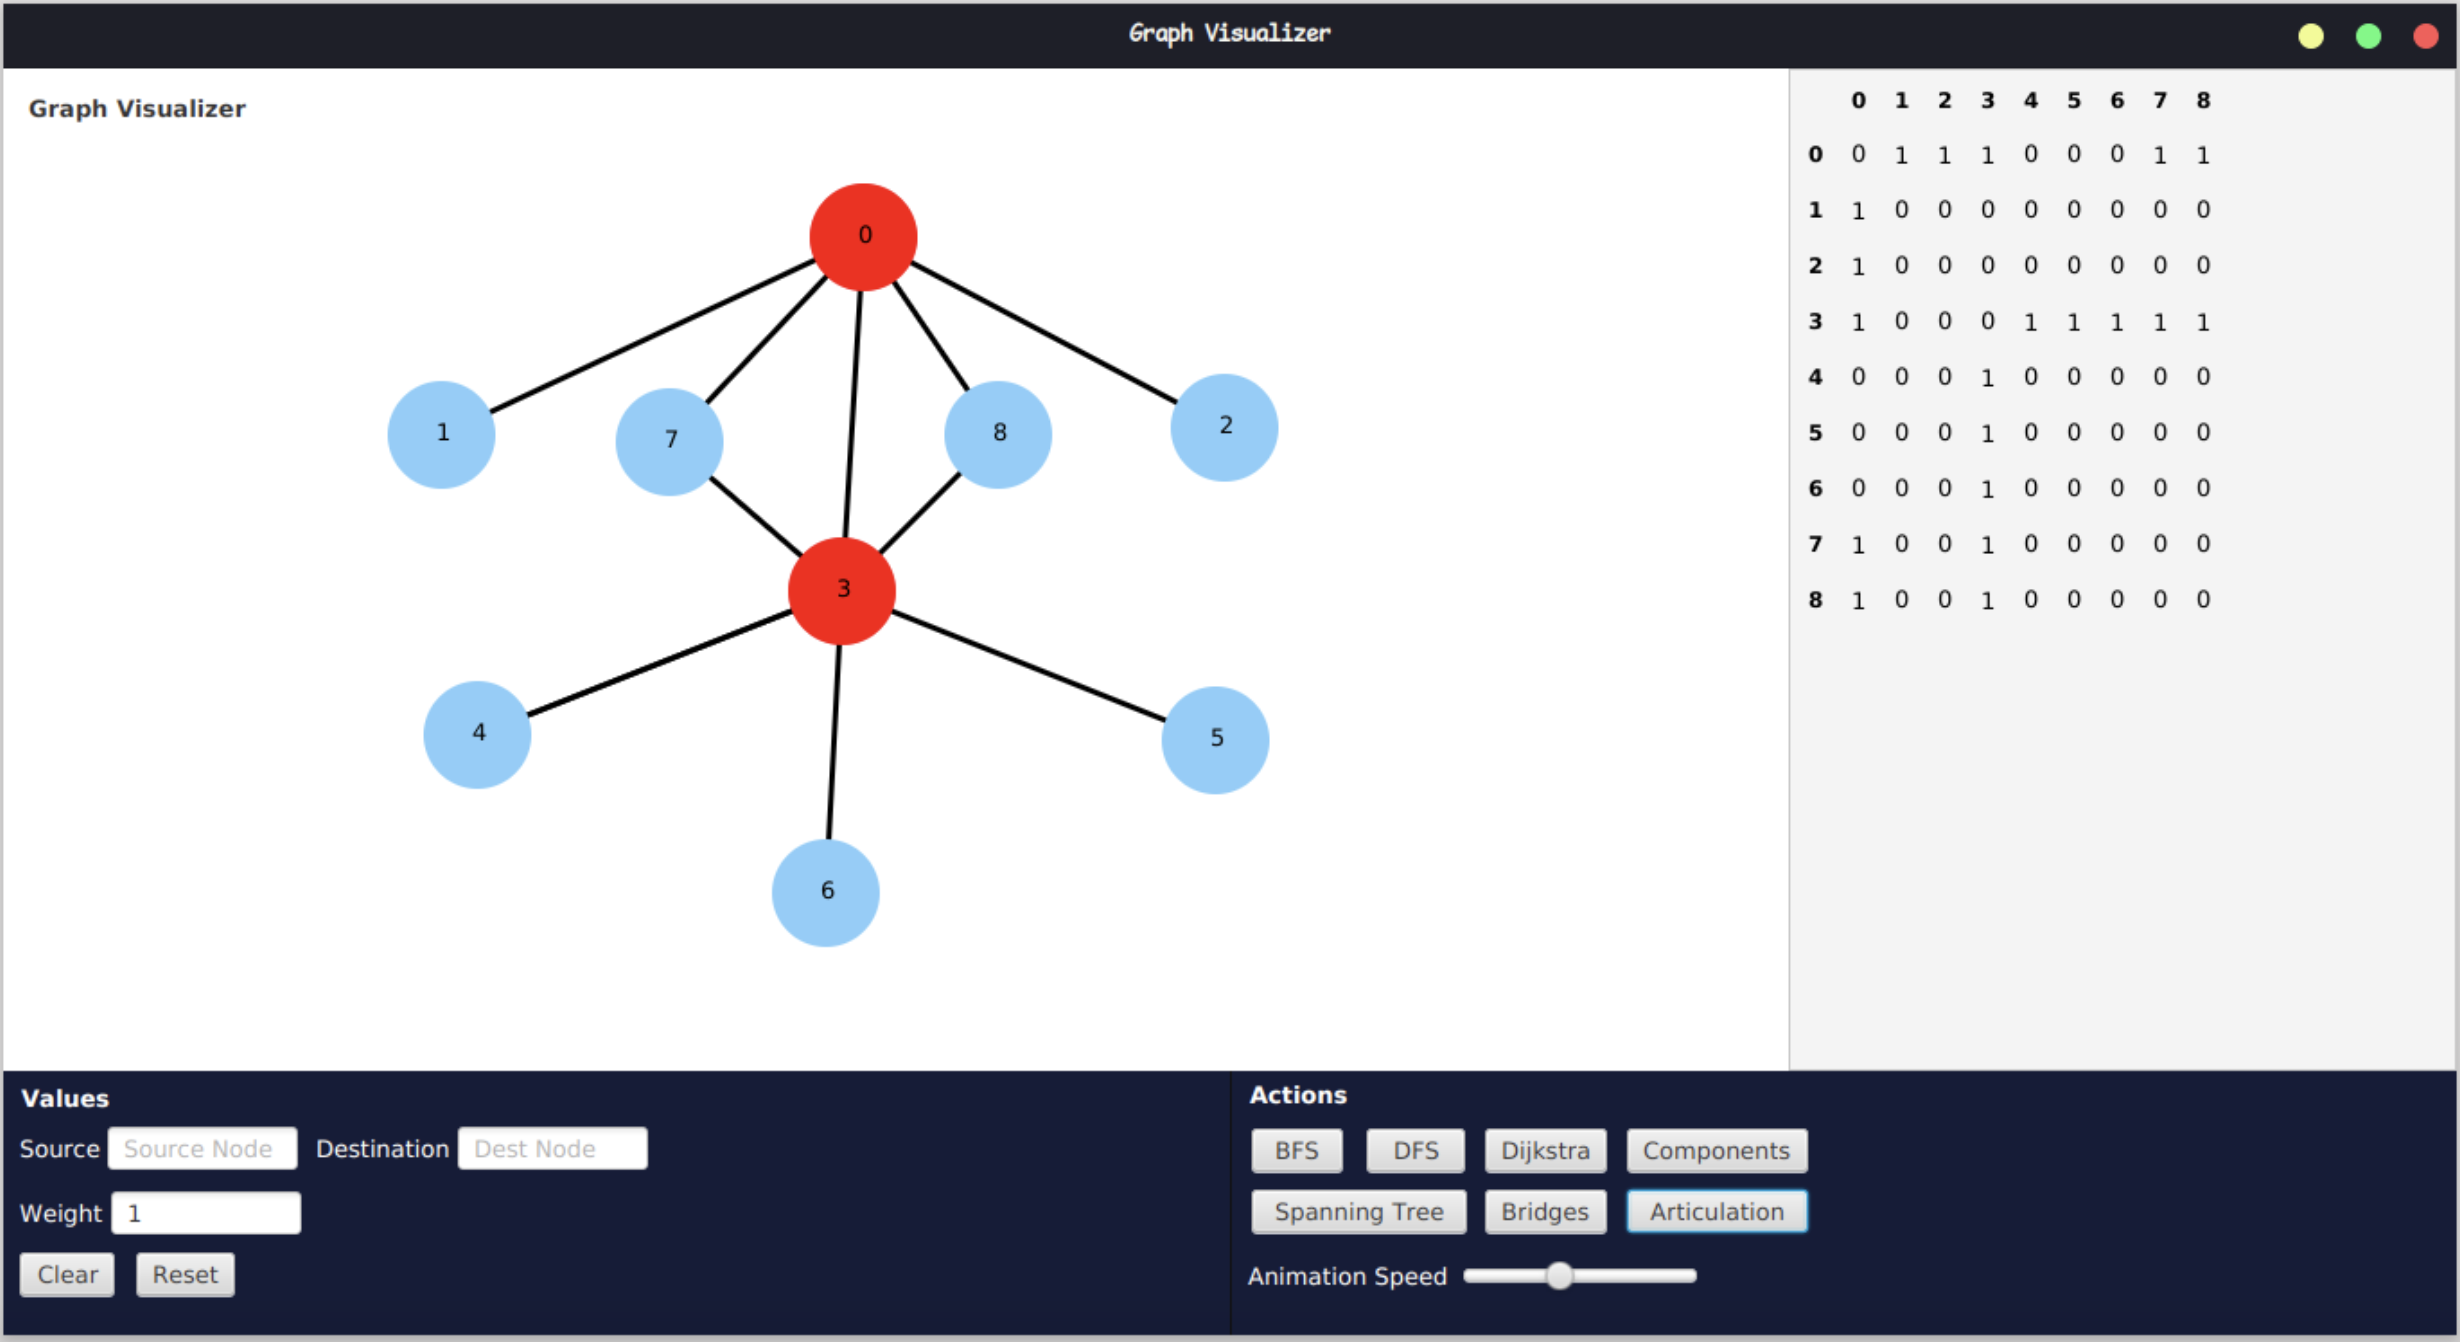 Graph Visualizer
Graph Visualizer
0
1
7
8
2
3
4
5
6
0 1 2 3 4 5 6 7 8
0 0 1 1 1 0 0 0 1 1
1 1 0 0 0 0 0 0 0 0
2 1 0 0 0 0 0 0 0 0
3 1 0 0 0 1 1 1 1 1
4 0 0 0 1 0 0 0 0 0
5 0 0 0 1 0 0 0 0 0
6 0 0 0 1 0 0 0 0 0
7 1 0 0 1 0 0 0 0 0
8 1 0 0 1 0 0 0 0 0
Values
Source Source Node Destination Dest Node
Weight 1
Clear Reset
Actions
BFS DFS Dijkstra Components
Spanning Tree Bridges Articulation
Animation Speed